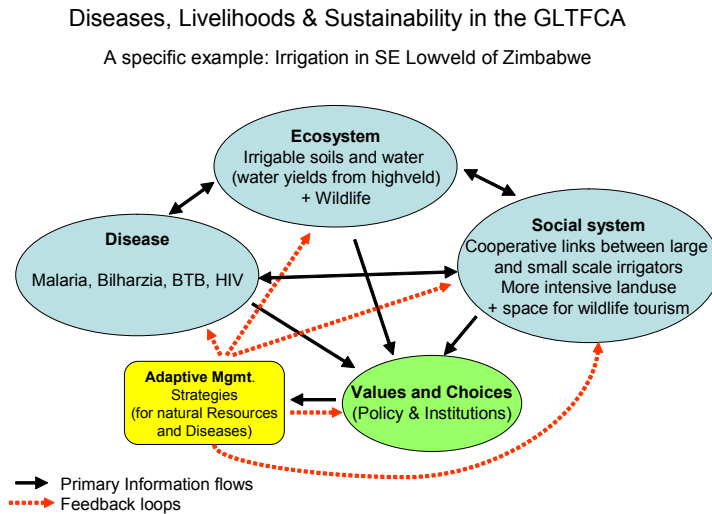 Diseases, Livelihoods & Sustainability in the GLTFCA
A specific example: Irrigation in SE Lowveld of Zimbabwe
Ecosystem
Irrigable soils and water
(water yields from highveld)
+ Wildlife
Disease
Malaria, Bilharzia, BTB, HIV
Social system
Cooperative links between large
and small scale irrigators
More intensive landuse
+ space for wildlife tourism
Adaptive Mgmt.
Strategies
(for natural Resources
and Diseases)
Values and Choices
(Policy & Institutions)
Primary Information flows
Feedback loops